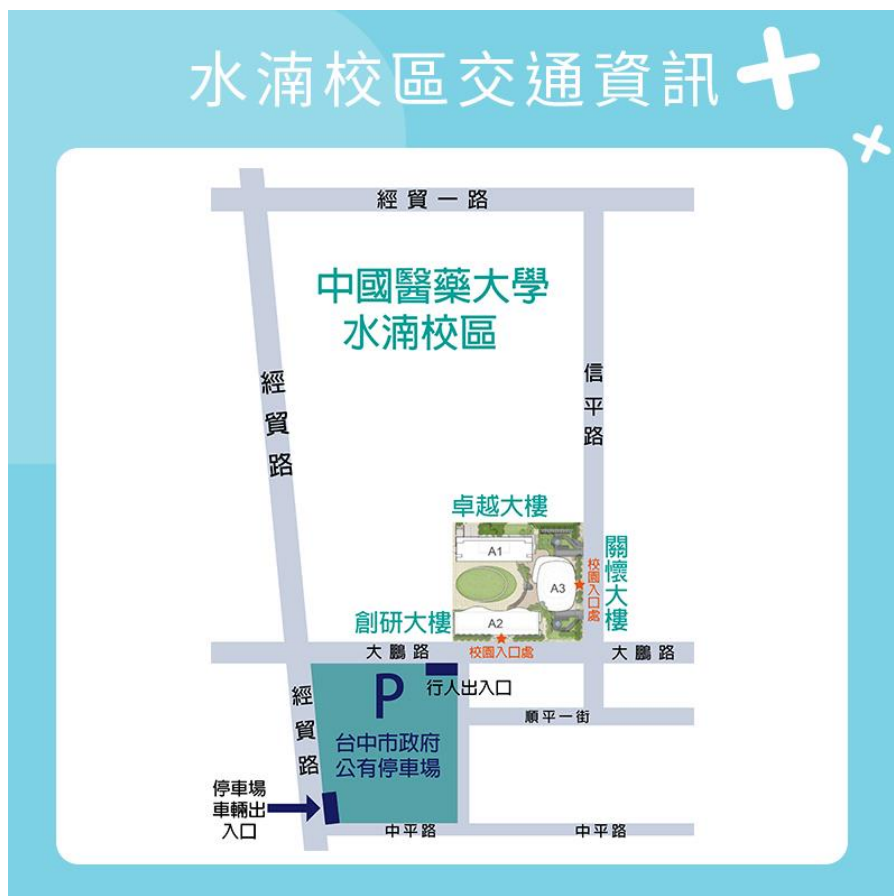 水湳校區交通資訊
經貿一路
中國醫藥大學
水湳校區
經貿路
信平路
卓越大樓
A1
A3
校園入口處
關懷大樓
創研大樓
A2
大鵬路
校園入口處
大鵬路
P
行人出入口
經貿路
順平一街
台中市政府
公有停車場
停車場
車輛出
入口
中平路
中平路